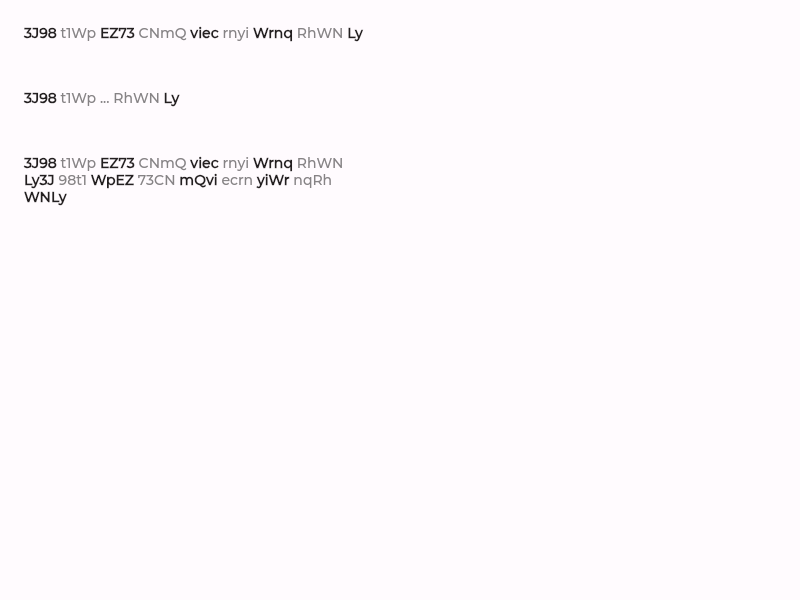 3J98 t1Wp EZ73 CNmQ viec rnyi Wrnq RhWN Ly
3J98 t1Wp ... RhWN Ly
3J98 t1Wp EZ73 CNmQ viec rnyi Wrnq RhWN
Ly3J 98t1 WpEZ 73CN mQvi ecrn yiWr nqRh
WNLy